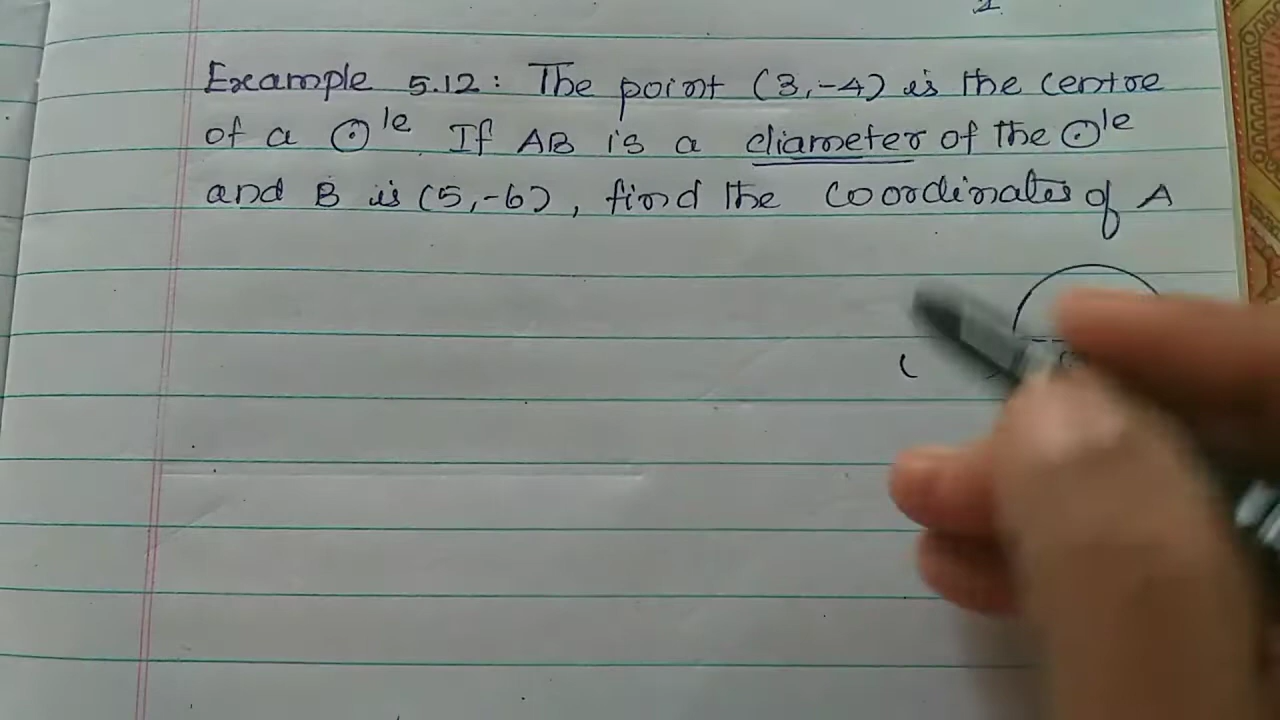 Example 5.12: The point (3,-4) is the centre
of a ⊙le If AB is a diameter of the ⊙le
and B is (5,-6), find the coordinates of A
(